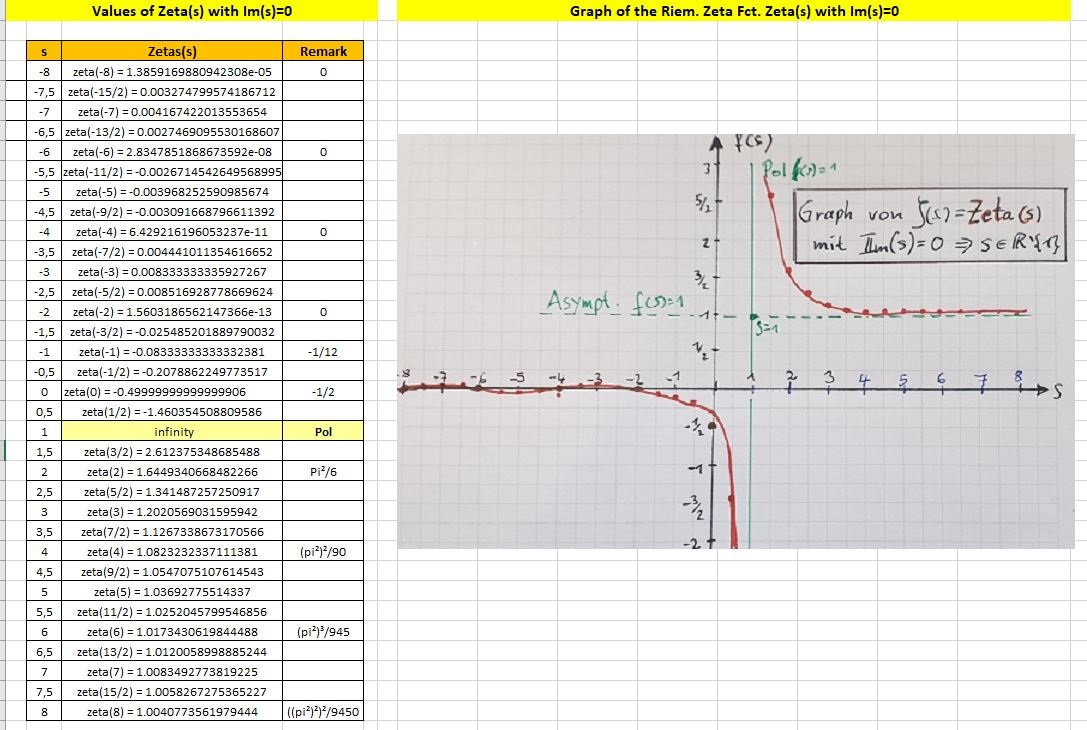 Values of Zeta(s) with Im(s)=0
Graph of the Riem. Zeta Fct. Zeta(s) with Im(s)=0
s Zetas(s) Remark
-8 zeta(-8) = 1.3859169880942308e-05 0
-7,5 zeta(-15/2) = 0.003274799574186712
-7 zeta(-7) = 0.004167422013553654
-6,5 zeta(-13/2) = 0.0027469095530168607
-6 zeta(-6) = 2.8347851868673592e-08 0
-5,5 zeta(-11/2) = -0.0026714542649568995
-5 zeta(-5) = -0.003968252590985674
-4,5 zeta(-9/2) = -0.003091668796611392
-4 zeta(-4) = 6.429216196053237e-11 0
-3,5 zeta(-7/2) = 0.004441011354616652
-3 zeta(-3) = 0.008333333335927267
-2,5 zeta(-5/2) = 0.008516928778669624
-2 zeta(-2) = 1.5603186562147366e-13 0
-1,5 zeta(-3/2) = -0.025485201889790032
-1 zeta(-1) = -0.08333333333332381 -1/12
-0,5 zeta(-1/2) = -0.2078862249773517
0 zeta(0) = -0.49999999999999906 -1/2
0,5 zeta(1/2) = -1.460354508809586
1 infinity Pol
1,5 zeta(3/2) = 2.612375348685488
2 zeta(2) = 1.6449340668482266 Pi²/6
2,5 zeta(5/2) = 1.341487257250917
3 zeta(3) = 1.2020569031595942
3,5 zeta(7/2) = 1.1267338673170566
4 zeta(4) = 1.0823232337111381 (pi²)²/90
4,5 zeta(9/2) = 1.0547075107614543
5 zeta(5) = 1.03692775514337
5,5 zeta(11/2) = 1.0252045799546856
6 zeta(6) = 1.0173430619844488 (pi²)³/945
6,5 zeta(13/2) = 1.0120058998885244
7 zeta(7) = 1.0083492773819225
7,5 zeta(15/2) = 1.0058267275365227
8 zeta(8) = 1.0040773561979444 ((pi²)²)²/9450
f(s)
3
Pol f(s)=1
5/2
Graph von ζ(s)=Zeta(s)
2
mit Im(s)=0 ⇒ s∈ℝ\{1}
3/2
Asympt. f(s)=1
1
s=1
1/2
-8 -7 -6 -5 -4 -3 -2 -1 1 2 3 4 5 6 7 8 s
-1/2
-1
-3/2
-2